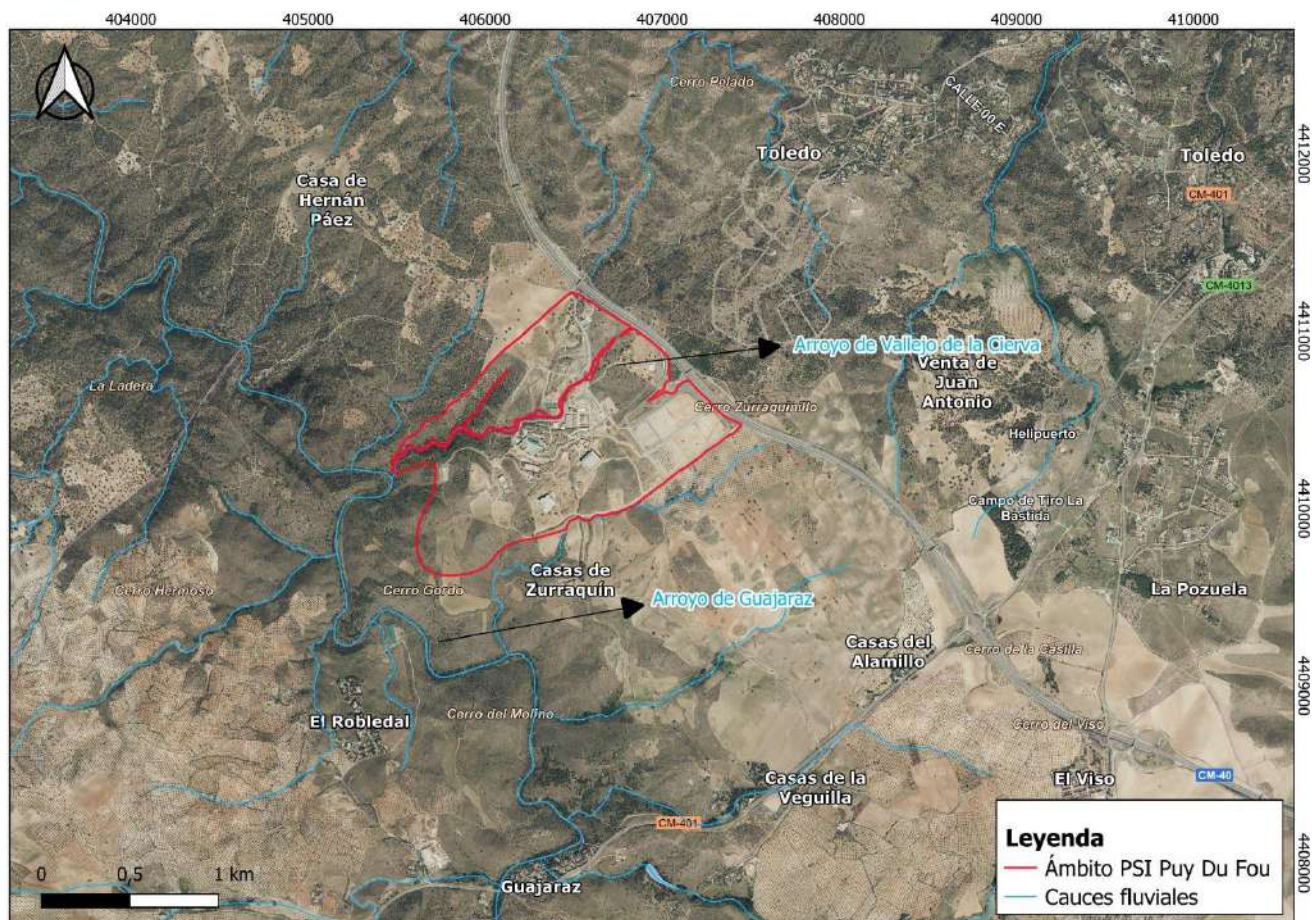 404000
405000
406000
407000
408000
409000
410000
Cerro Pelado
CALLE 00 E.
Toledo
Toledo
4412000
Casa de
Hernán
Páez
CM-401
CM-4013
4411000
Arroyo de Vallejo de la Cierva
Venta de
Juan
Antonio
La Ladera
Cerro Zurraquinillo
Helipuerto
4410000
Campo de Tiro La
Bastida
Casas de
Zurraquín
Cerro Hermoso
Cerro Gordo
Arroyo de Guajaraz
La Pozuela
Casas del
Alamillo
Cerro de la Casilla
4409000
El Robledal
Cerro del Molino
Cerro del Viso
Casas de la
Veguilla
El Viso
CM-40
CM-401
Guajaraz
4408000
0
0,5
1 km
Leyenda
Ámbito PSI Puy Du Fou
Cauces fluviales